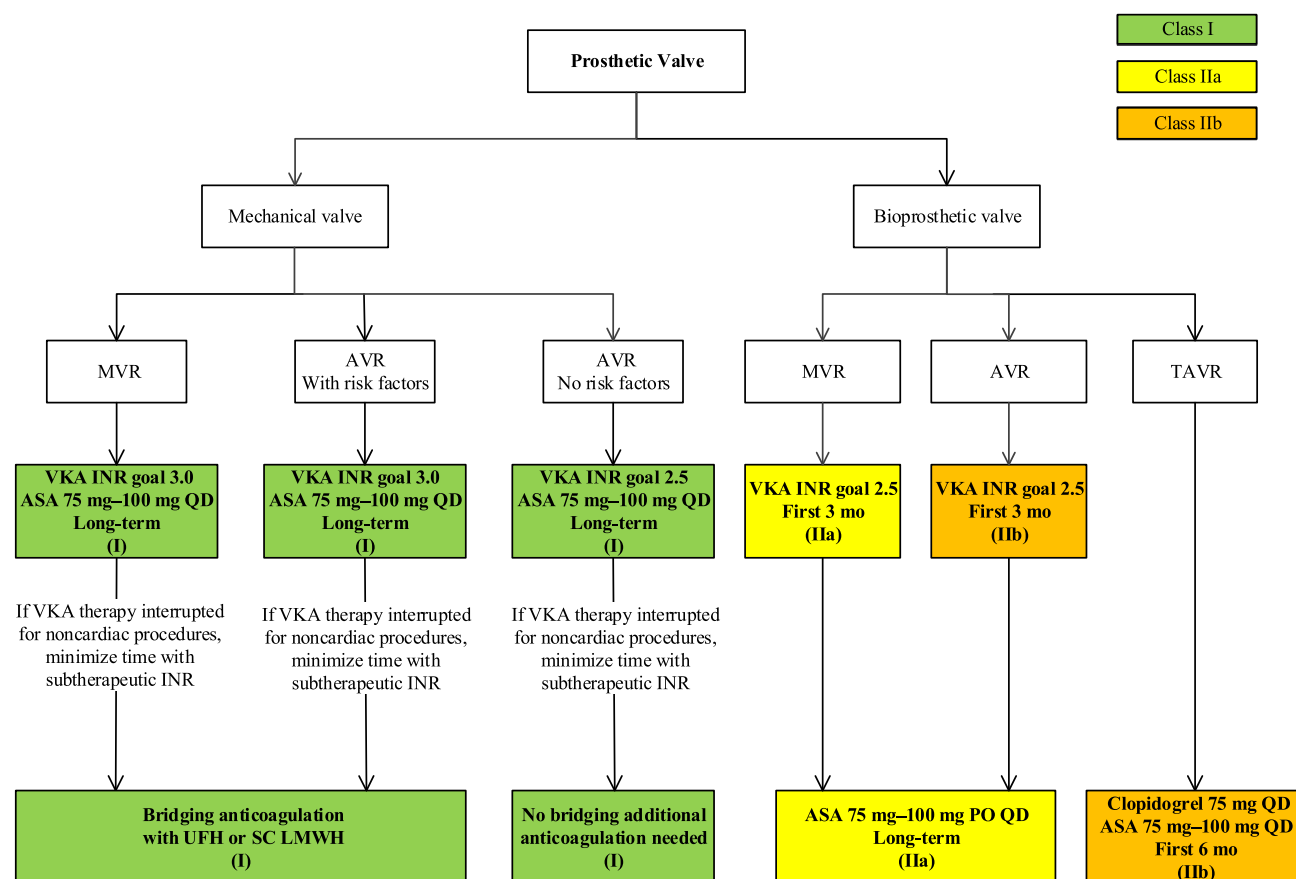 Class I
Class IIa
Class IIb
Prosthetic Valve
Mechanical valve
Bioprosthetic valve
MVR
AVR
With risk factors
AVR
No risk factors
MVR
AVR
TAVR
VKA INR goal 3.0
ASA 75 mg–100 mg QD
Long-term
(I)
VKA INR goal 3.0
ASA 75 mg–100 mg QD
Long-term
(I)
VKA INR goal 2.5
ASA 75 mg–100 mg QD
Long-term
(I)
VKA INR goal 2.5
First 3 mo
(IIa)
VKA INR goal 2.5
First 3 mo
(IIb)
If VKA therapy interrupted
for noncardiac procedures,
minimize time with
subtherapeutic INR
If VKA therapy interrupted
for noncardiac procedures,
minimize time with
subtherapeutic INR
If VKA therapy interrupted
for noncardiac procedures,
minimize time with
subtherapeutic INR
Bridging anticoagulation
with UFH or SC LMWH
(I)
No bridging additional
anticoagulation needed
(I)
ASA 75 mg–100 mg PO QD
Long-term
(IIa)
Clopidogrel 75 mg QD
ASA 75 mg–100 mg QD
First 6 mo
(IIb)